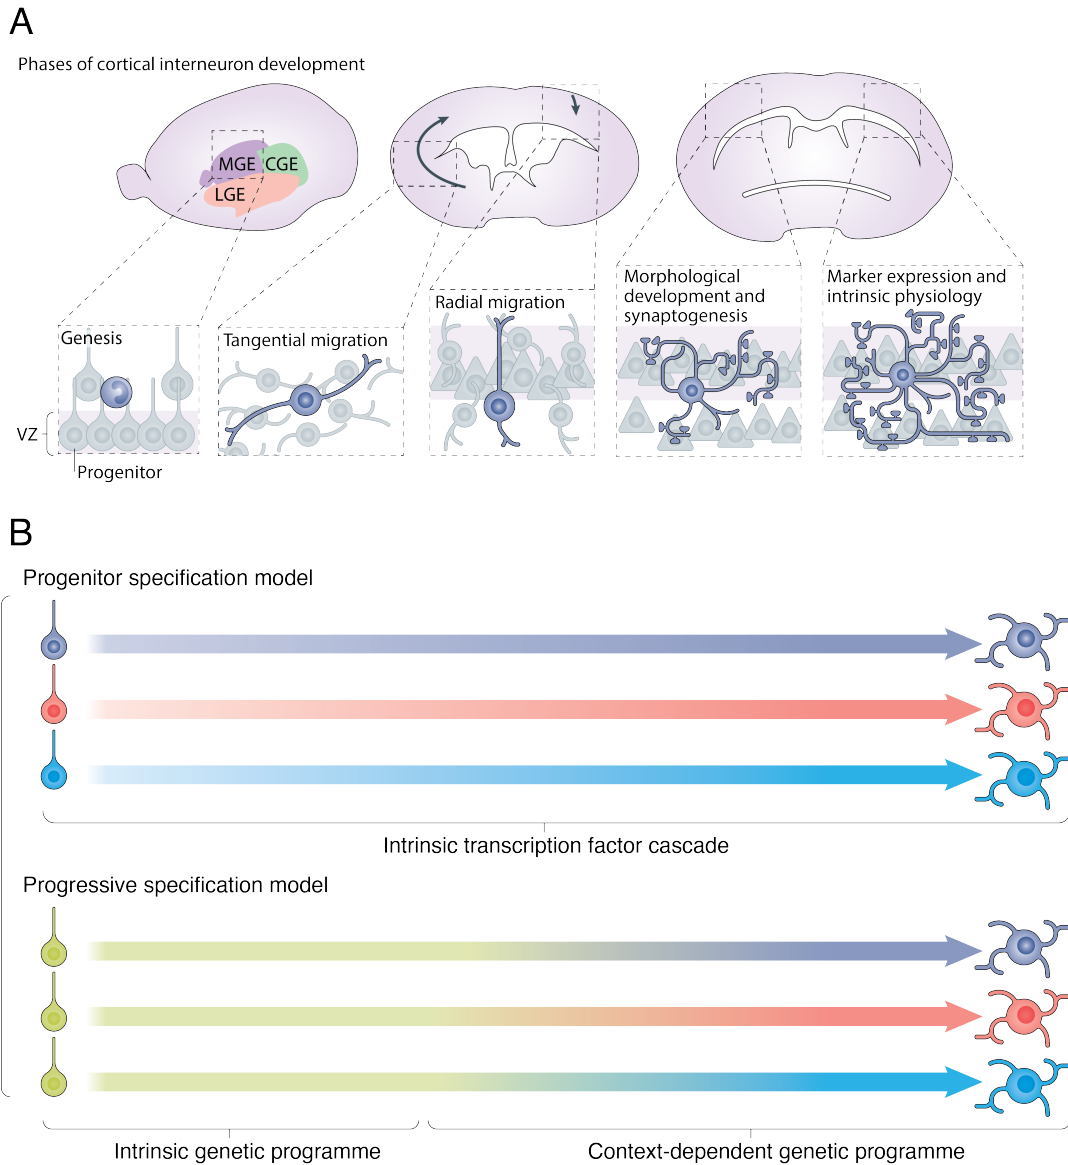 A
Phases of cortical interneuron development
MGE
CGE
LGE
Genesis
VZ
Progenitor
Tangential migration
Radial migration
Morphological
development and
synaptogenesis
Marker expression and
intrinsic physiology
B
Progenitor specification model
Intrinsic transcription factor cascade
Progressive specification model
Intrinsic genetic programme
Context-dependent genetic programme